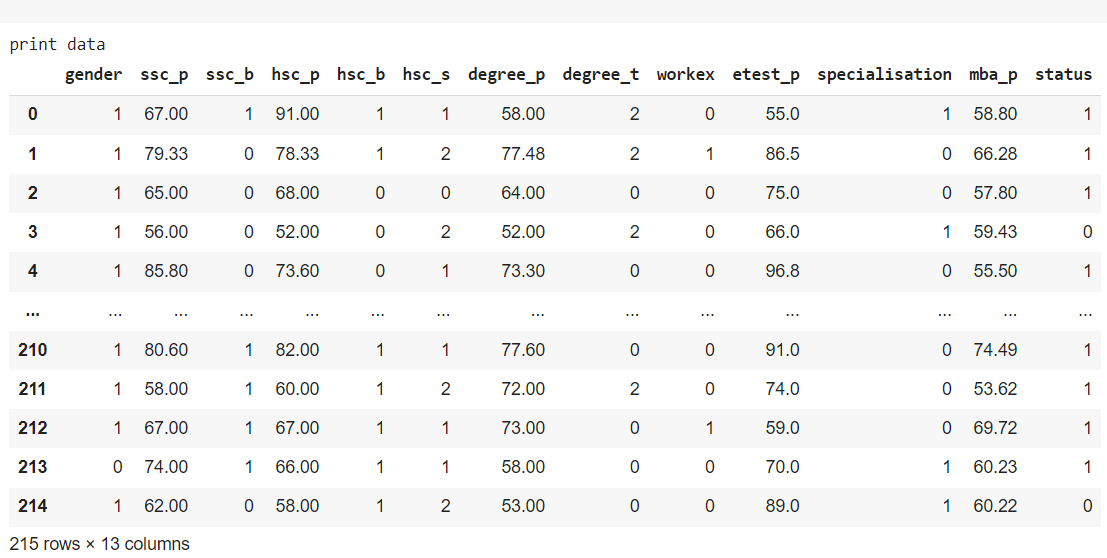 print data
gender ssc_p ssc_b hsc_p hsc_b hsc_s degree_p degree_t workex etest_p specialisation mba_p status
0 1 67.00 1 91.00 1 1 58.00 2 0 55.0 1 58.80 1
1 1 79.33 0 78.33 1 2 77.48 2 1 86.5 0 66.28 1
2 1 65.00 0 68.00 0 0 64.00 0 0 75.0 0 57.80 1
3 1 56.00 0 52.00 0 2 52.00 2 0 66.0 1 59.43 0
4 1 85.80 0 73.60 0 1 73.30 0 0 96.8 0 55.50 1
... ... ... ... ... ... ... ... ... ... ... ... ... ...
210 1 80.60 1 82.00 1 1 77.60 0 0 91.0 0 74.49 1
211 1 58.00 1 60.00 1 2 72.00 2 0 74.0 0 53.62 1
212 1 67.00 1 67.00 1 1 73.00 0 1 59.0 0 69.72 1
213 0 74.00 1 66.00 1 1 58.00 0 0 70.0 1 60.23 1
214 1 62.00 0 58.00 1 2 53.00 0 0 89.0 1 60.22 0
215 rows × 13 columns